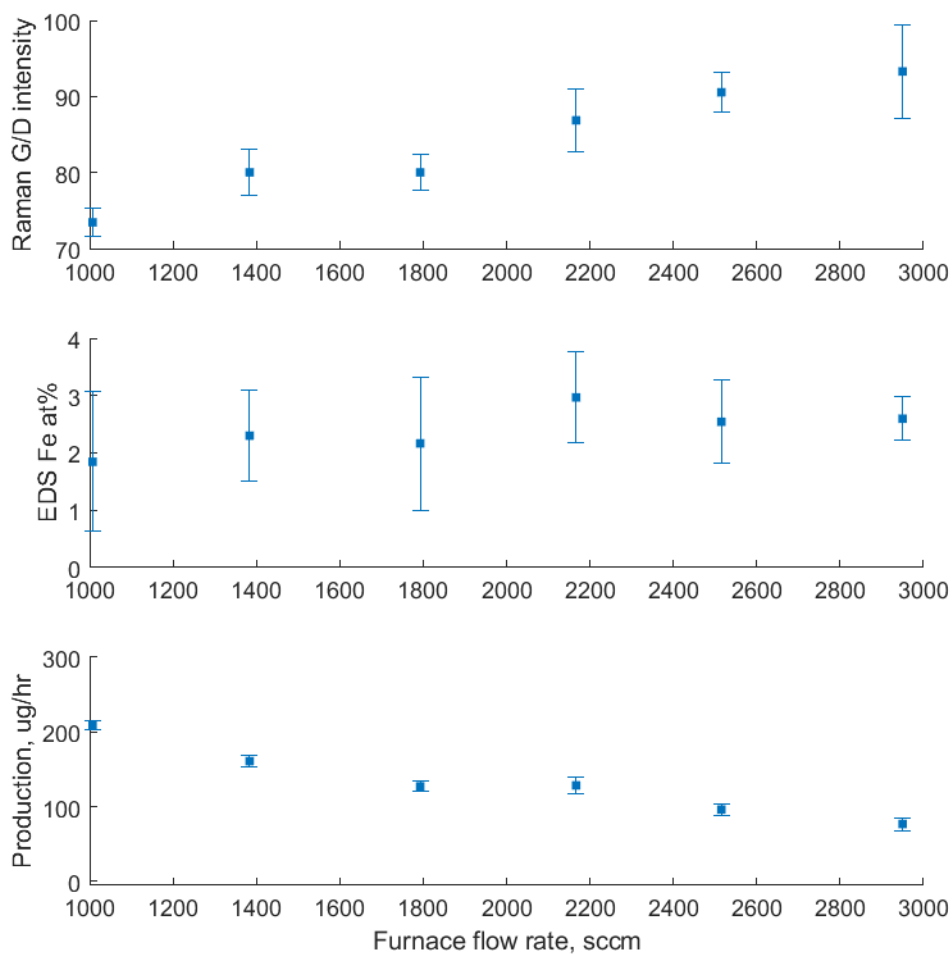 Raman G/D intensity
100
90
80
70
1000 1200 1400 1600 1800 2000 2200 2400 2600 2800 3000
EDS Fe at%
4
3
2
1
0
1000 1200 1400 1600 1800 2000 2200 2400 2600 2800 3000
Production, ug/hr
300
200
100
0
1000 1200 1400 1600 1800 2000 2200 2400 2600 2800 3000
Furnace flow rate, sccm